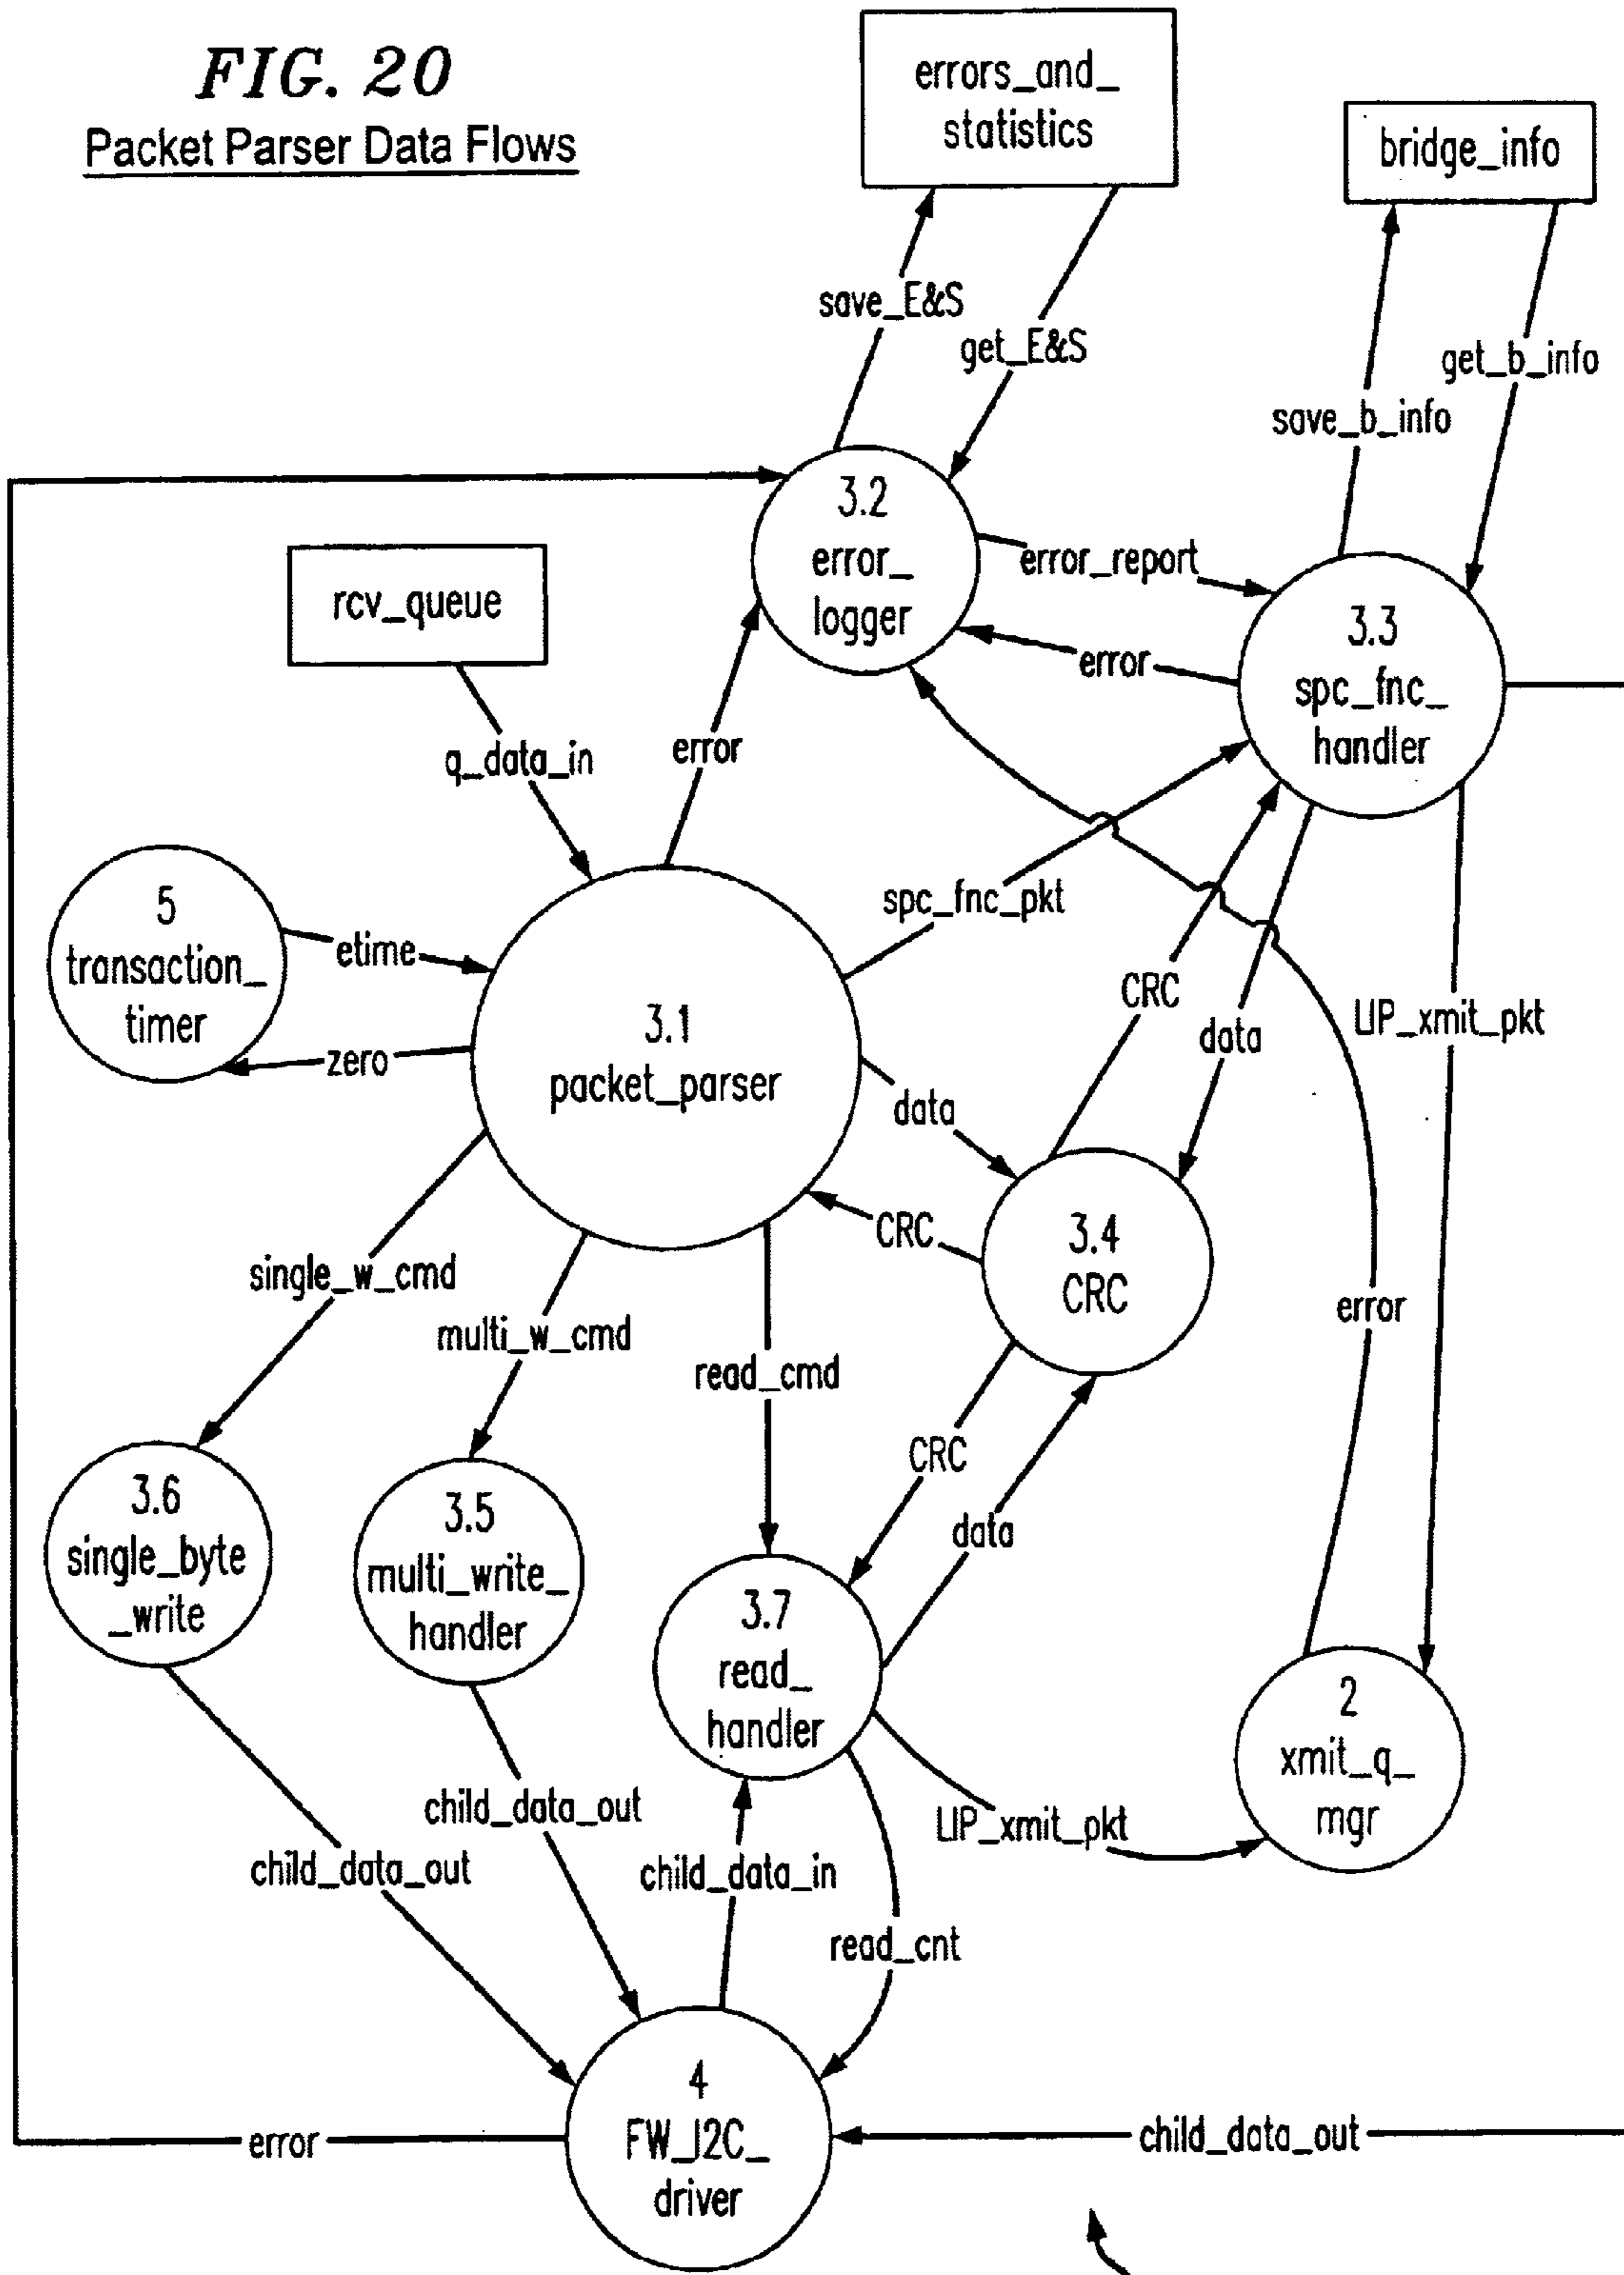 FIG. 20
Packet Parser Data Flows
errors_and_
statistics
bridge_info
save_E&S
get_E&S
get_b_info
save_b_info
3.2
error_
logger
error_report
rcv_queue
3.3
spc_fnc_
handler
error
q_data_in
error
5
transaction_
timer
etime
spc_fnc_pkt
CRC
data
LIP_xmit_pkt
3.1
packet_parser
zero
data
3.4
CRC
CRC
single_w_cmd
multi_w_cmd
read_cmd
error
CRC
data
3.6
single_byte
_write
3.5
multi_write_
handler
3.7
read_
handler
2
xmit_q_
mgr
child_data_out
child_data_out
child_data_in
LIP_xmit_pkt
read_cnt
4
FW_I2C_
driver
error
child_data_out